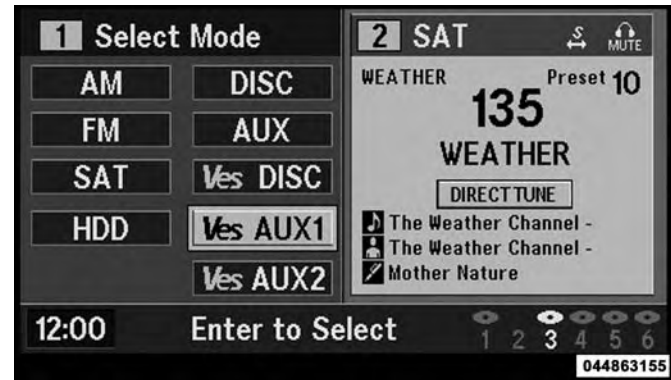 1 Select Mode
AM DISC
FM AUX
SAT Ves DISC
HDD Ves AUX1
Ves AUX2
2 SAT S MUTE
WEATHER Preset 10
135
WEATHER
DIRECT TUNE
The Weather Channel -
The Weather Channel -
Mother Nature
12:00 Enter to Select 1 2 3 4 5 6
044863155